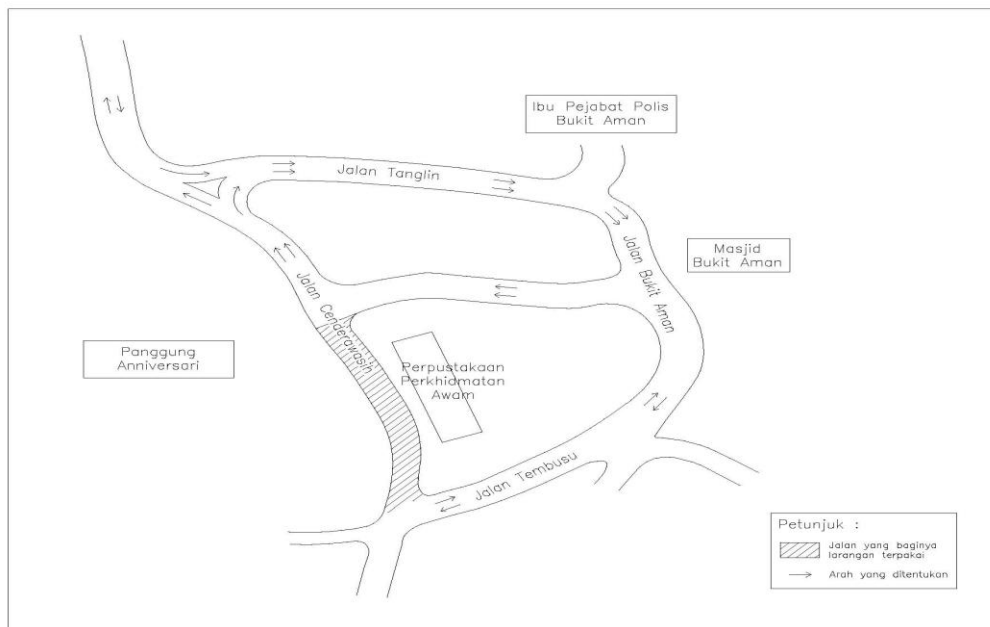 Ibu Pejabat Polis
Bukit Aman
Jalan Tanglin
Jalan Bukit Aman
Masjid
Bukit Aman
Jalan Cenderawasih
Panggung
Anniversari
Perpustakaan
Perkhidmatan
Awam
Jalan Tembusu
Petunjuk :
Jalan yang baginya
larangan terpakai
Arah yang ditentukan